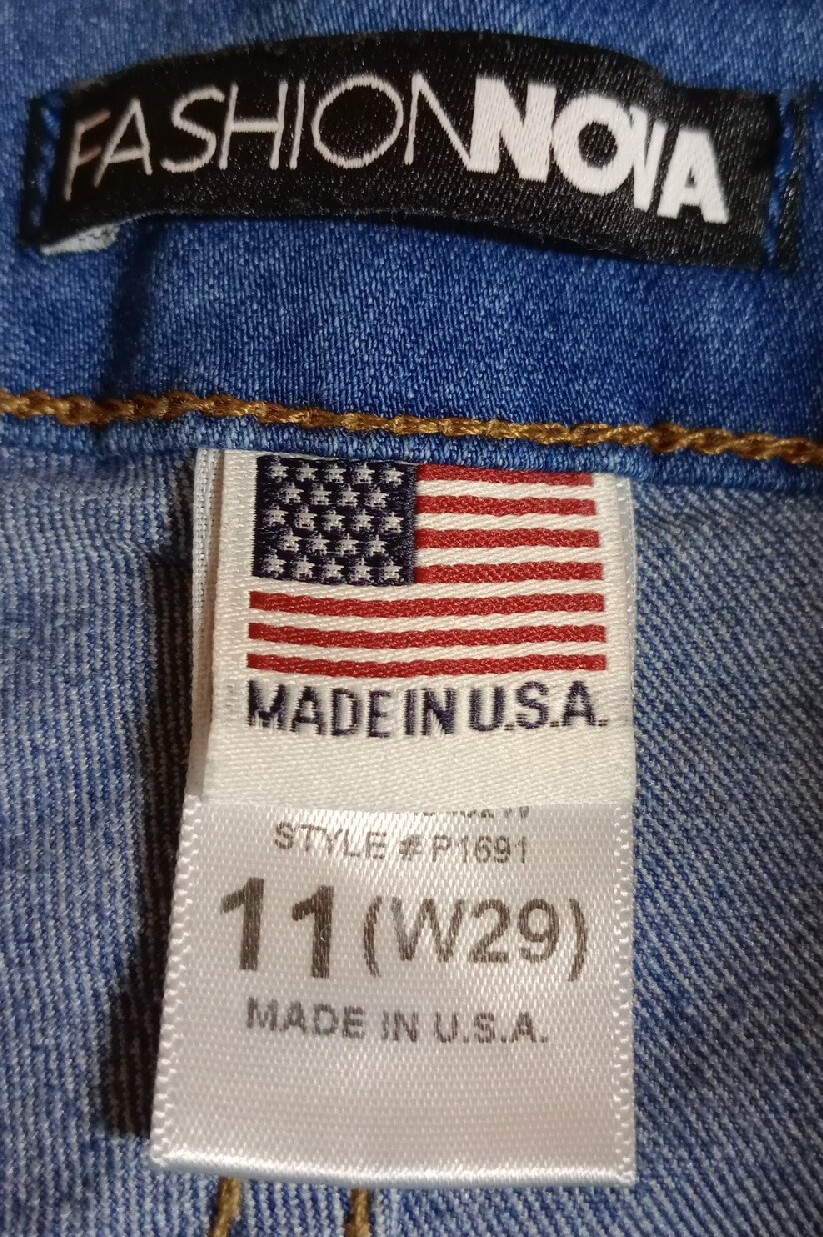 FASHIONNOVA
MADE IN U.S.A.
STYLE # P1691
11 (W29)
MADE IN U.S.A.